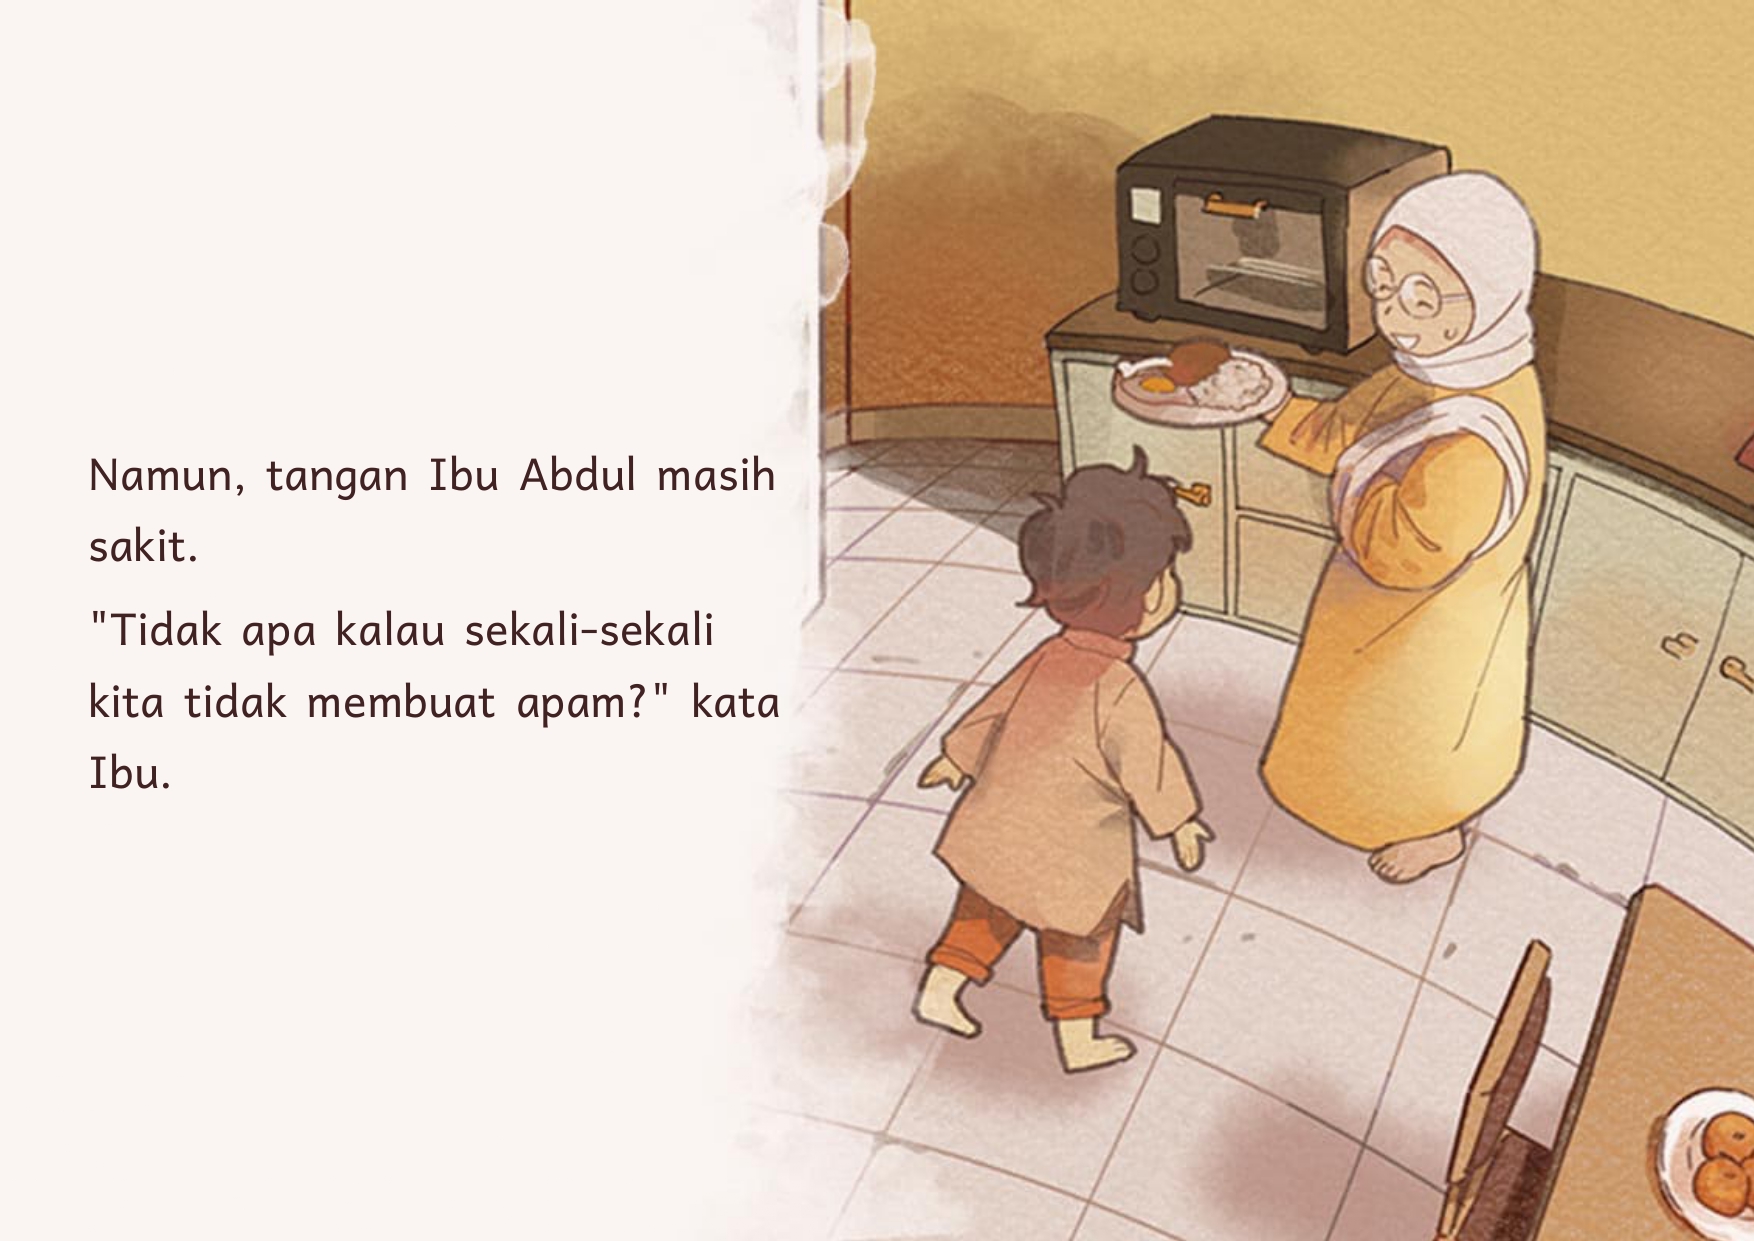 Namun, tangan Ibu Abdul masih
sakit.
"Tidak apa kalau sekali-sekali
kita tidak membuat apam?" kata
Ibu.